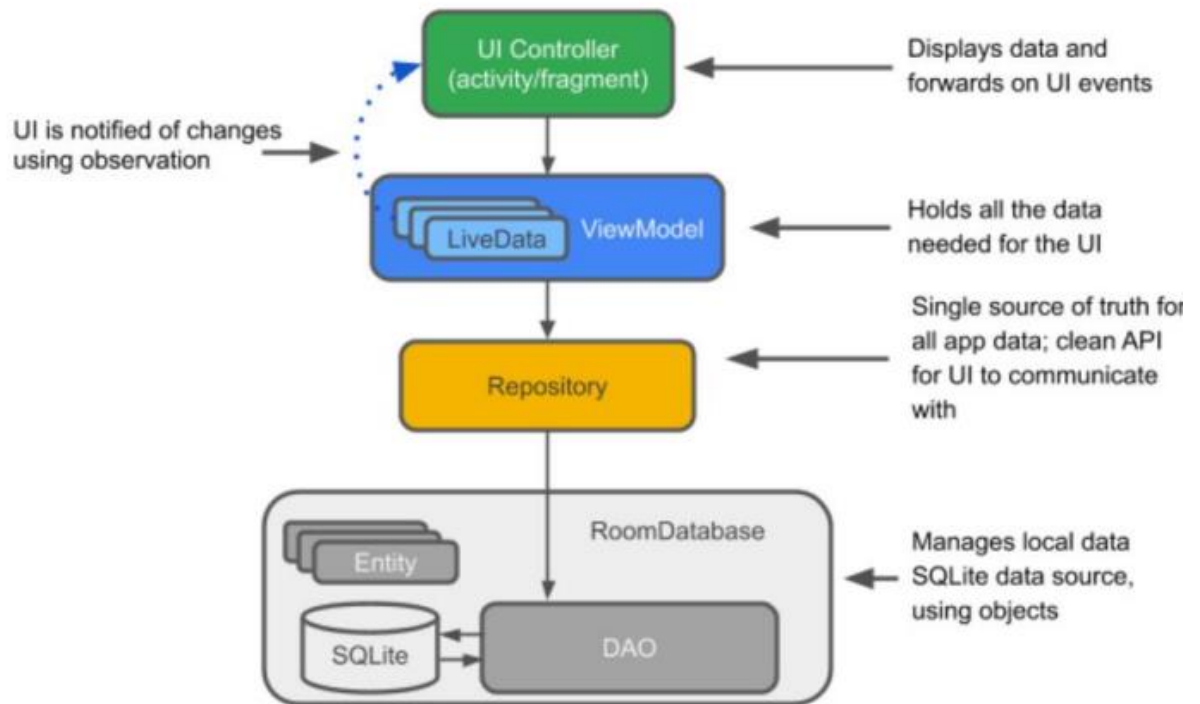 UI Controller
(activity/fragment)
Displays data and
forwards on UI events
UI is notified of changes
using observation
LiveData
ViewModel
Holds all the data
needed for the UI
Single source of truth for
all app data; clean API
for UI to communicate
with
Repository
RoomDatabase
Entity
SQLite
DAO
Manages local data
SQLite data source,
using objects